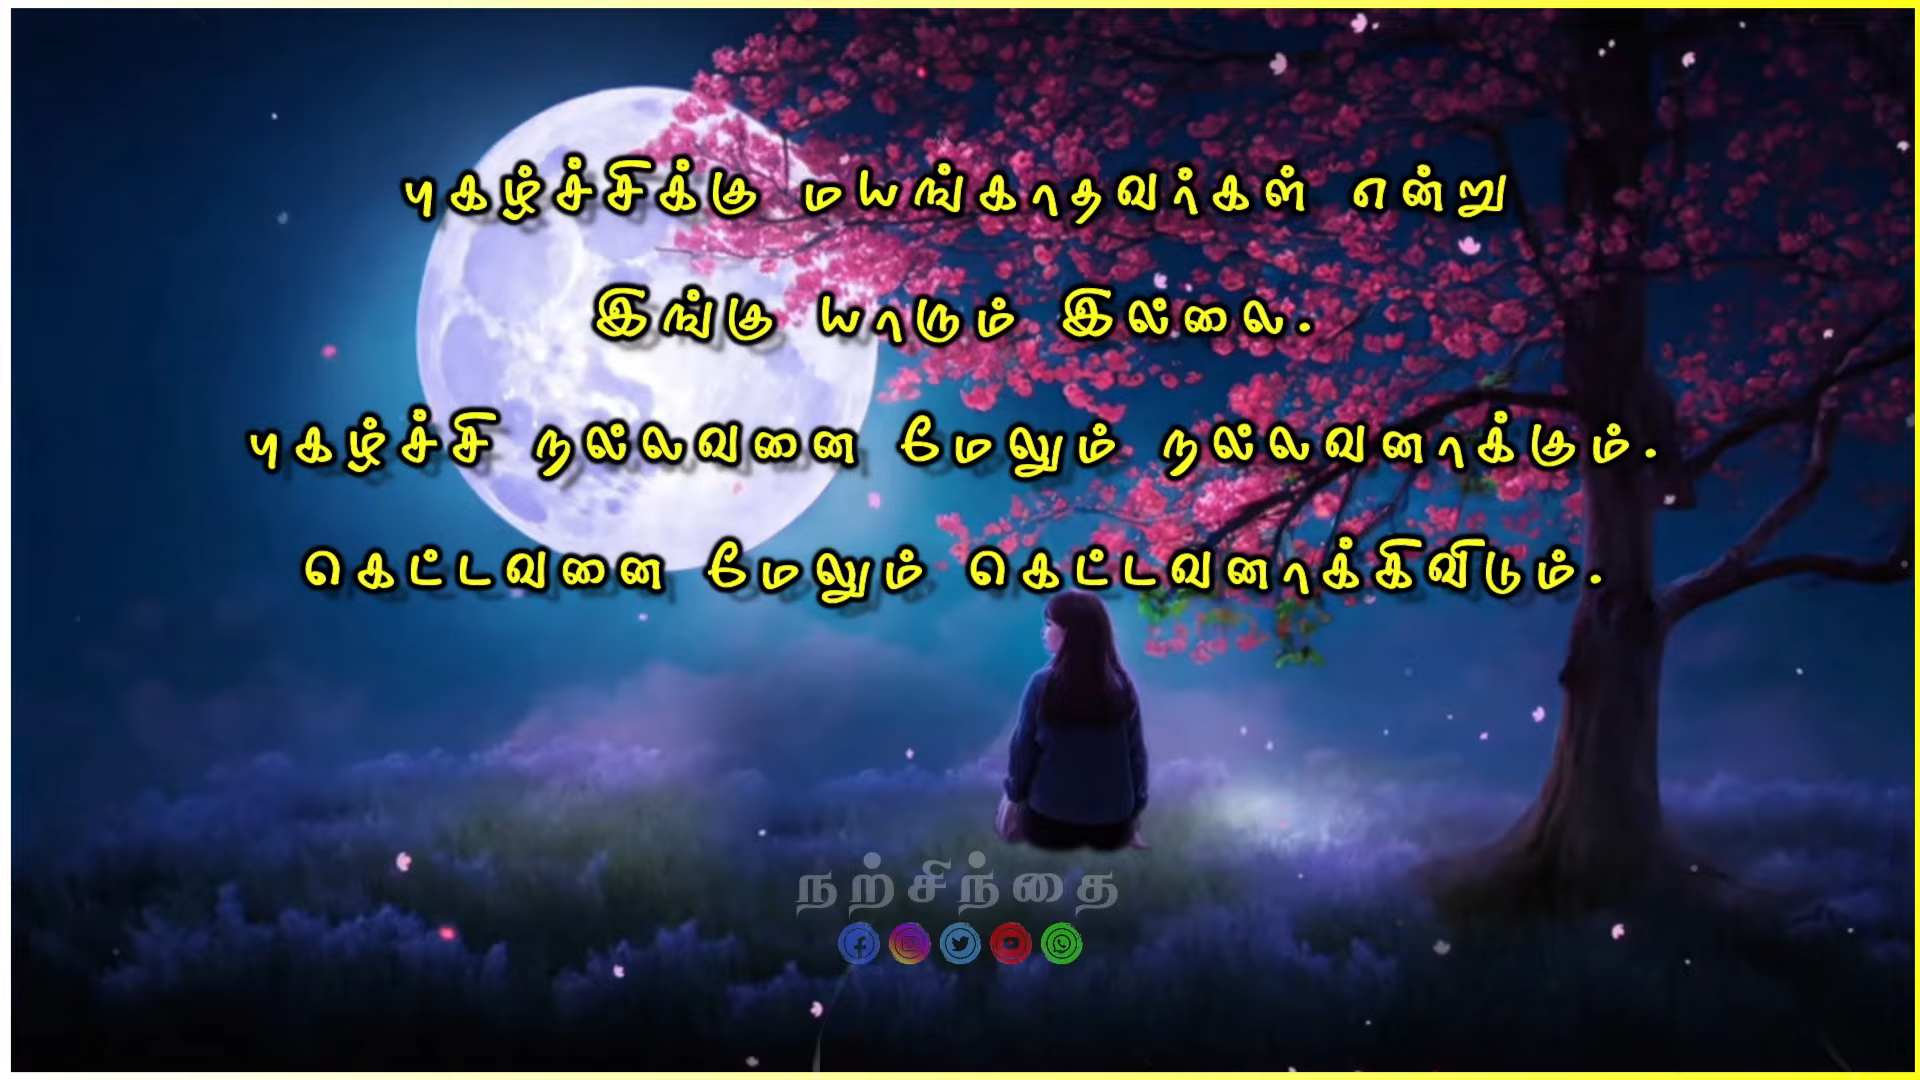 புகழ்ச்சிக்கு மயங்காதவர்கள் என்று
இங்கு யாரும் இல்லை.
புகழ்ச்சி நல்லவனை மேலும் நல்லவனாக்கும்.
கெட்டவனை மேலும் கெட்டவனாக்கிவிடும்.
நற்சிந்தை